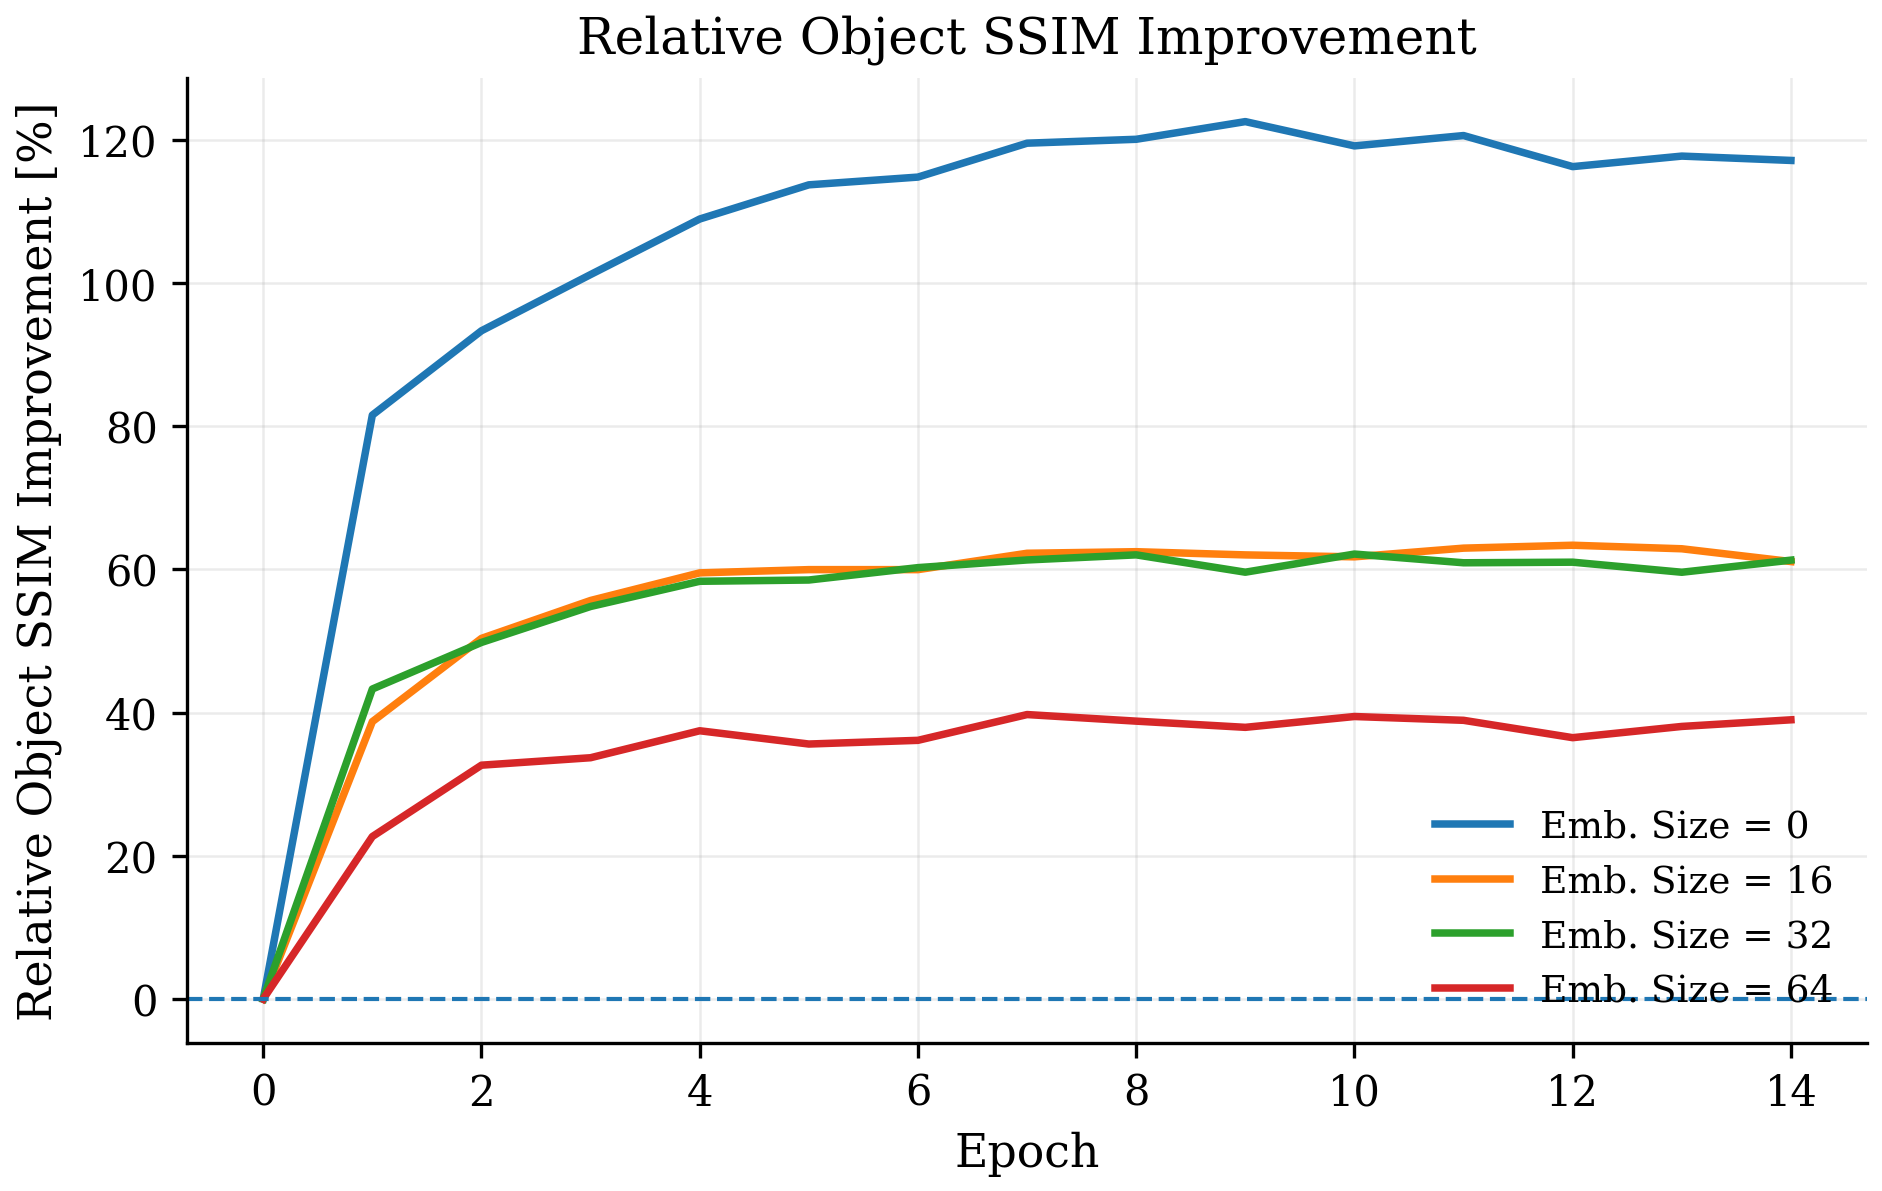 Relative Object SSIM Improvement
Relative Object SSIM Improvement [%]
120
100
80
60
40
20
0
Emb. Size = 0
Emb. Size = 16
Emb. Size = 32
Emb. Size = 64
0 2 4 6 8 10 12 14
Epoch